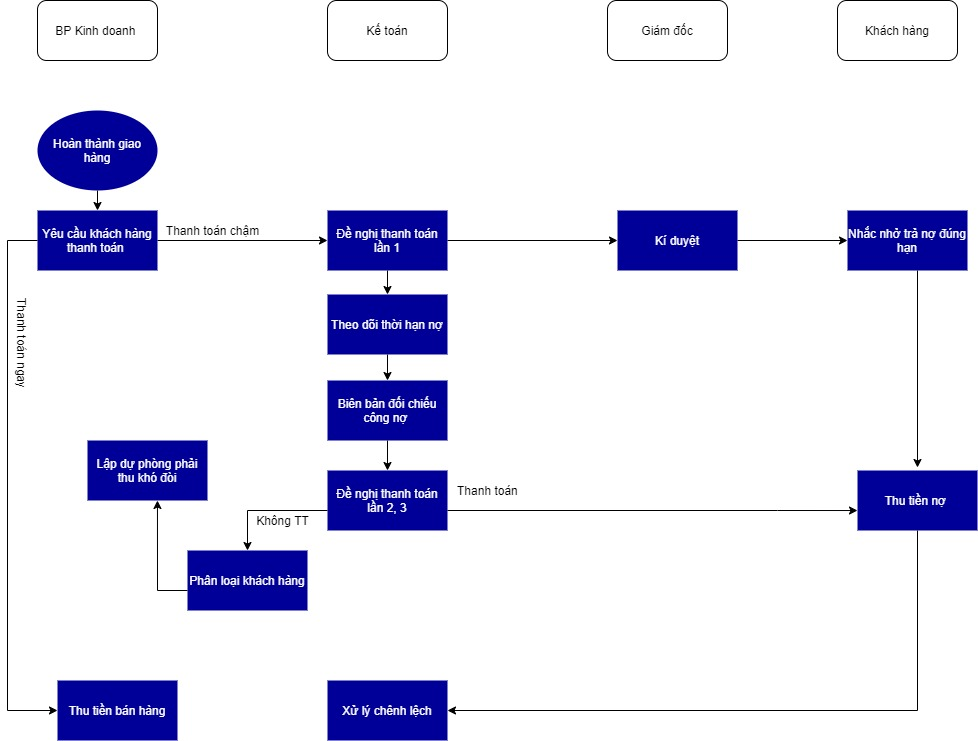 BP Kinh doanh
Kế toán
Giám đốc
Khách hàng
Hoàn thành giao
hàng
Yêu cầu khách hàng
thanh toán
Thanh toán chậm
Đề nghị thanh toán
lần 1
Kí duyệt
Nhắc nhở trả nợ đúng
hạn
Thanh toán ngay
Theo dõi thời hạn nợ
Biên bản đối chiếu
công nợ
Lập dự phòng phải
thu khó đòi
Đề nghị thanh toán
lần 2, 3
Thanh toán
Thu tiền nợ
Không TT
Phân loại khách hàng
Thu tiền bán hàng
Xử lý chênh lệch